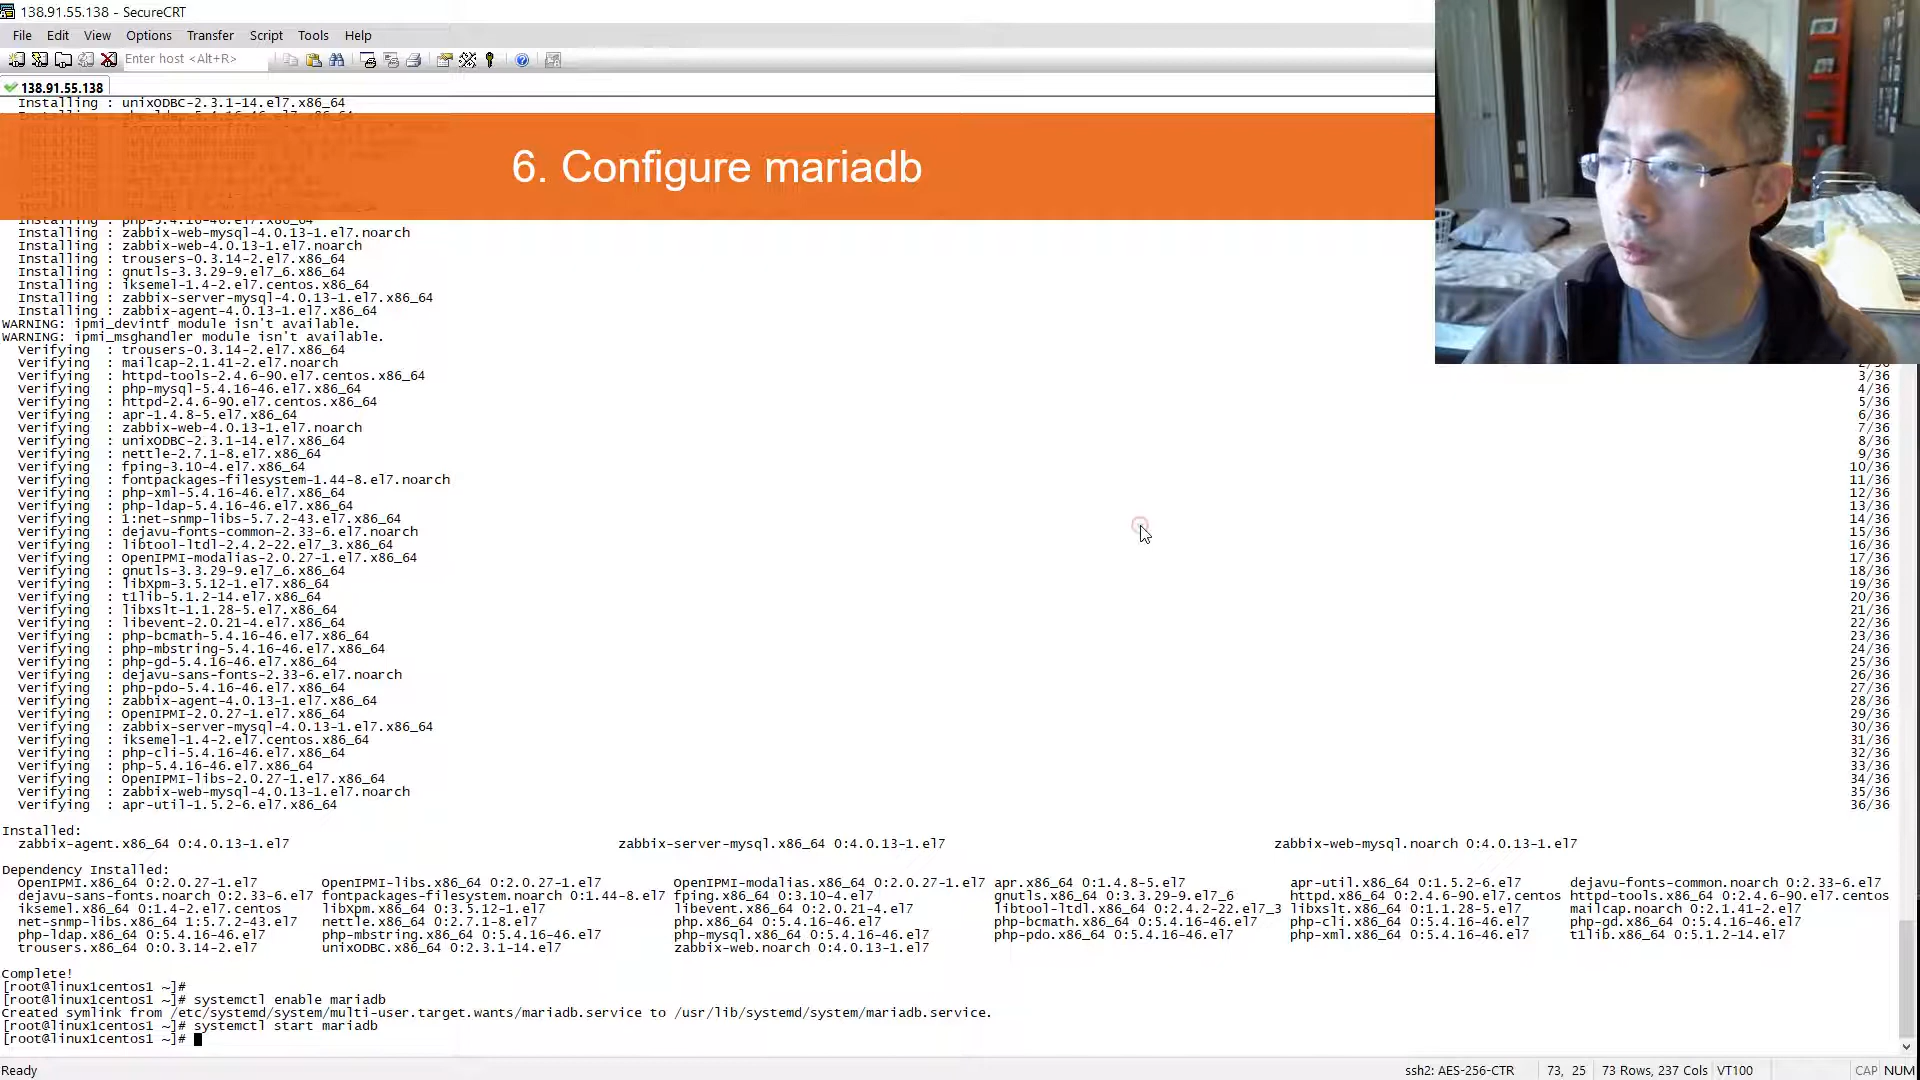 138.91.55.138 - SecureCRT
File Edit View Options Transfer Script Tools Help
Enter host <Alt+R>
138.91.55.138
Installing : unixODBC-2.3.1-14.el7.x86_64
6. Configure mariadb
Installing : php-5.4.16-46.el7.x86_64
Installing : zabbix-web-mysql-4.0.13-1.el7.noarch
Installing : zabbix-web-4.0.13-1.el7.noarch
Installing : trousers-0.3.14-2.el7.x86_64
Installing : gnutls-3.3.29-9.el7_6.x86_64
Installing : iksemel-1.4-2.el7.centos.x86_64
Installing : zabbix-server-mysql-4.0.13-1.el7.x86_64
Installing : zabbix-agent-4.0.13-1.el7.x86_64
WARNING: ipmi_devintf module isn't available.
WARNING: ipmi_msghandler module isn't available.
Verifying : trousers-0.3.14-2.el7.x86_64
Verifying : mailcap-2.1.41-2.el7.noarch 2/36
Verifying : httpd-tools-2.4.6-90.el7.centos.x86_64 3/36
Verifying : php-mysql-5.4.16-46.el7.x86_64 4/36
Verifying : httpd-2.4.6-90.el7.centos.x86_64 5/36
Verifying : apr-1.4.8-5.el7.x86_64 6/36
Verifying : zabbix-web-4.0.13-1.el7.noarch 7/36
Verifying : unixODBC-2.3.1-14.el7.x86_64 8/36
Verifying : nettle-2.7.1-8.el7.x86_64 9/36
Verifying : fping-3.10-4.el7.x86_64 10/36
Verifying : fontpackages-filesystem-1.44-8.el7.noarch 11/36
Verifying : php-xml-5.4.16-46.el7.x86_64 12/36
Verifying : php-ldap-5.4.16-46.el7.x86_64 13/36
Verifying : 1:net-snmp-libs-5.7.2-43.el7.x86_64 14/36
Verifying : dejavu-fonts-common-2.33-6.el7.noarch 15/36
Verifying : libtool-ltdl-2.4.2-22.el7_3.x86_64 16/36
Verifying : OpenIPMI-modalias-2.0.27-1.el7.x86_64 17/36
Verifying : gnutls-3.3.29-9.el7_6.x86_64 18/36
Verifying : libXpm-3.5.12-1.el7.x86_64 19/36
Verifying : t1lib-5.1.2-14.el7.x86_64 20/36
Verifying : libxslt-1.1.28-5.el7.x86_64 21/36
Verifying : libevent-2.0.21-4.el7.x86_64 22/36
Verifying : php-bcmath-5.4.16-46.el7.x86_64 23/36
Verifying : php-mbstring-5.4.16-46.el7.x86_64 24/36
Verifying : php-gd-5.4.16-46.el7.x86_64 25/36
Verifying : dejavu-sans-fonts-2.33-6.el7.noarch 26/36
Verifying : php-pdo-5.4.16-46.el7.x86_64 27/36
Verifying : zabbix-agent-4.0.13-1.el7.x86_64 28/36
Verifying : OpenIPMI-2.0.27-1.el7.x86_64 29/36
Verifying : zabbix-server-mysql-4.0.13-1.el7.x86_64 30/36
Verifying : iksemel-1.4-2.el7.centos.x86_64 31/36
Verifying : php-cli-5.4.16-46.el7.x86_64 32/36
Verifying : php-5.4.16-46.el7.x86_64 33/36
Verifying : OpenIPMI-libs-2.0.27-1.el7.x86_64 34/36
Verifying : zabbix-web-mysql-4.0.13-1.el7.noarch 35/36
Verifying : apr-util-1.5.2-6.el7.x86_64 36/36
Installed:
zabbix-agent.x86_64 0:4.0.13-1.el7 zabbix-server-mysql.x86_64 0:4.0.13-1.el7 zabbix-web-mysql.noarch 0:4.0.13-1.el7
Dependency Installed:
OpenIPMI.x86_64 0:2.0.27-1.el7 OpenIPMI-libs.x86_64 0:2.0.27-1.el7 OpenIPMI-modalias.x86_64 0:2.0.27-1.el7 apr.x86_64 0:1.4.8-5.el7 apr-util.x86_64 0:1.5.2-6.el7 dejavu-fonts-common.noarch 0:2.33-6.el7
dejavu-sans-fonts.noarch 0:2.33-6.el7 fontpackages-filesystem.noarch 0:1.44-8.el7 fping.x86_64 0:3.10-4.el7 gnutls.x86_64 0:3.3.29-9.el7_6 httpd.x86_64 0:2.4.6-90.el7.centos httpd-tools.x86_64 0:2.4.6-90.el7.centos
iksemel.x86_64 0:1.4-2.el7.centos libXpm.x86_64 0:3.5.12-1.el7 libevent.x86_64 0:2.0.21-4.el7 libtool-ltdl.x86_64 0:2.4.2-22.el7_3 libxslt.x86_64 0:1.1.28-5.el7 mailcap.noarch 0:2.1.41-2.el7
net-snmp-libs.x86_64 1:5.7.2-43.el7 nettle.x86_64 0:2.7.1-8.el7 php.x86_64 0:5.4.16-46.el7 php-bcmath.x86_64 0:5.4.16-46.el7 php-cli.x86_64 0:5.4.16-46.el7 php-gd.x86_64 0:5.4.16-46.el7
php-ldap.x86_64 0:5.4.16-46.el7 php-mbstring.x86_64 0:5.4.16-46.el7 php-mysql.x86_64 0:5.4.16-46.el7 php-pdo.x86_64 0:5.4.16-46.el7 php-xml.x86_64 0:5.4.16-46.el7 t1lib.x86_64 0:5.1.2-14.el7
trousers.x86_64 0:0.3.14-2.el7 unixODBC.x86_64 0:2.3.1-14.el7 zabbix-web.noarch 0:4.0.13-1.el7
Complete!
[root@linux1centos1 ~]#
[root@linux1centos1 ~]# systemctl enable mariadb
Created symlink from /etc/systemd/system/multi-user.target.wants/mariadb.service to /usr/lib/systemd/system/mariadb.service.
[root@linux1centos1 ~]# systemctl start mariadb
[root@linux1centos1 ~]#
Ready ssh2: AES-256-CTR 73, 25 73 Rows, 237 Cols VT100 CAP NUM